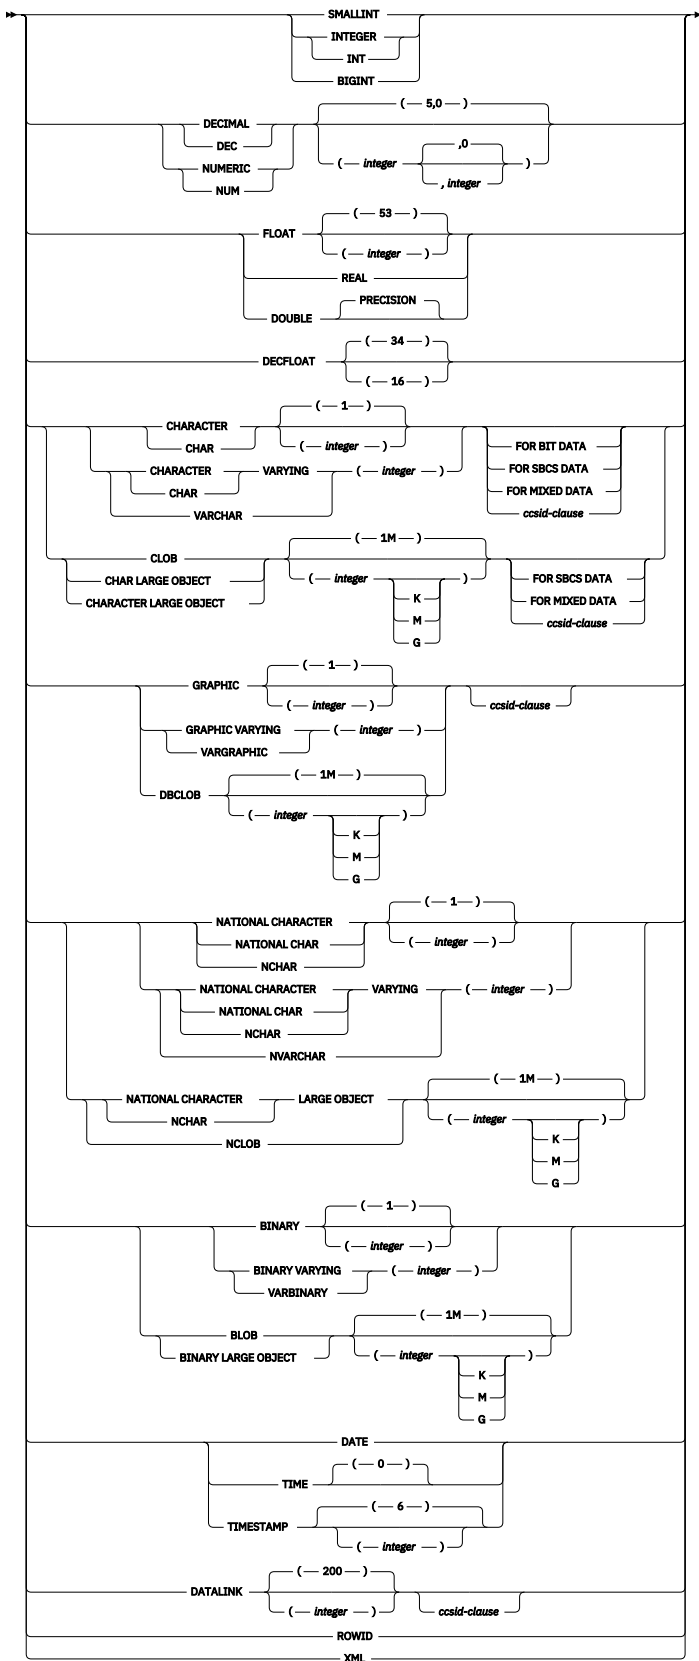 SMALLINT
INTEGER
INT
BIGINT
( 5,0 )
DECIMAL
DEC
NUMERIC
NUM
,0
( integer , integer )
( 53 )
FLOAT
( integer )
REAL
PRECISION
DOUBLE
( 34 )
DECFLOAT
( 16 )
( 1 )
CHARACTER
CHAR
( integer )
FOR BIT DATA
FOR SBCS DATA
FOR MIXED DATA
ccsid-clause
CHARACTER VARYING ( integer )
CHAR
VARCHAR
( 1M )
CLOB
CHAR LARGE OBJECT
CHARACTER LARGE OBJECT
( integer )
K
M
G
FOR SBCS DATA
FOR MIXED DATA
ccsid-clause
( 1 )
GRAPHIC
( integer )
ccsid-clause
GRAPHIC VARYING ( integer )
VARGRAPHIC
( 1M )
DBCLOB
( integer )
K
M
G
( 1 )
NATIONAL CHARACTER
NATIONAL CHAR
( integer )
NCHAR
NATIONAL CHARACTER VARYING ( integer )
NATIONAL CHAR
NCHAR
NVARCHAR
( 1M )
NATIONAL CHARACTER LARGE OBJECT
NCHAR
( integer )
NCLOB
K
M
G
( 1 )
BINARY
( integer )
BINARY VARYING ( integer )
VARBINARY
( 1M )
BLOB
BINARY LARGE OBJECT
( integer )
K
M
G
DATE
( 0 )
TIME
( 6 )
TIMESTAMP
( integer )
( 200 )
DATALINK
( integer )
ccsid-clause
ROWID
XML